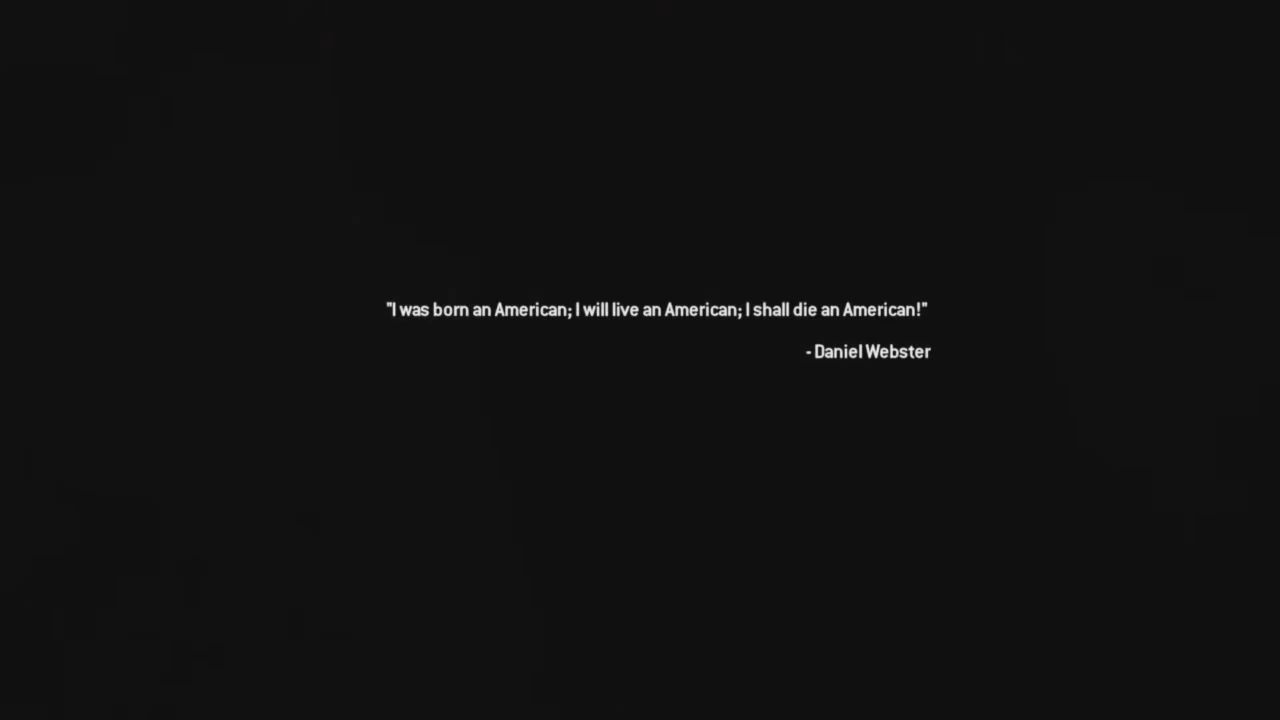 "I was born an American; I will live an American; I shall die an American!"
- Daniel Webster